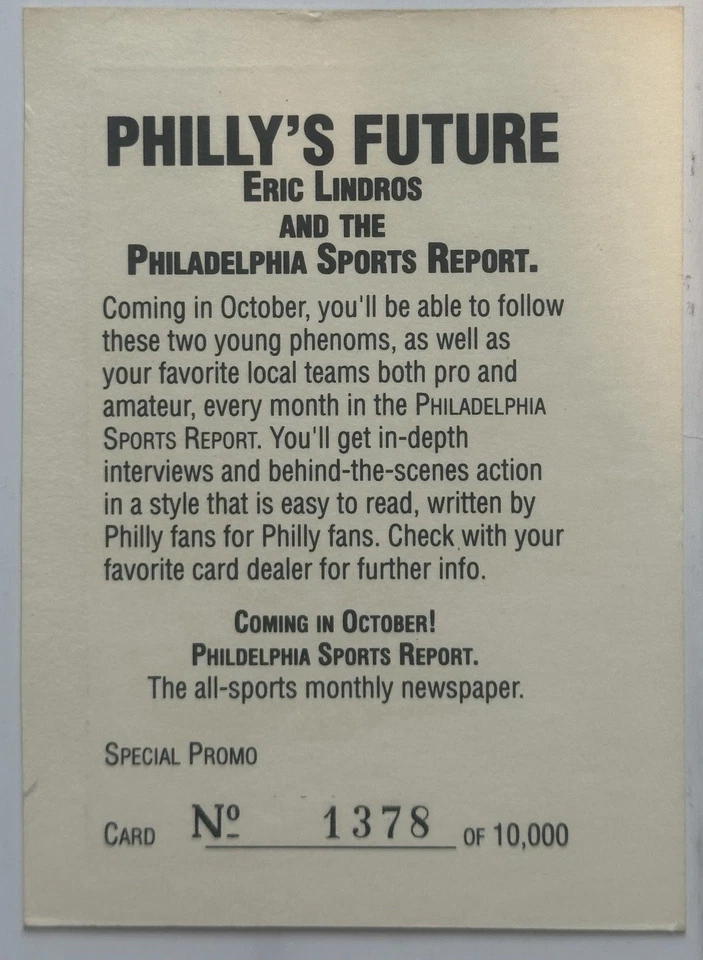 PHILLY'S FUTURE
ERIC LINDROS
AND THE
PHILADELPHIA SPORTS REPORT.
Coming in October, you'll be able to follow
these two young phenoms, as well as
your favorite local teams both pro and
amateur, every month in the PHILADELPHIA
SPORTS REPORT. You'll get in-depth
interviews and behind-the-scenes action
in a style that is easy to read, written by
Philly fans for Philly fans. Check with your
favorite card dealer for further info.
COMING IN OCTOBER!
PHILDELPHIA SPORTS REPORT.
The all-sports monthly newspaper.
SPECIAL PROMO
CARD Nº 1378 OF 10,000